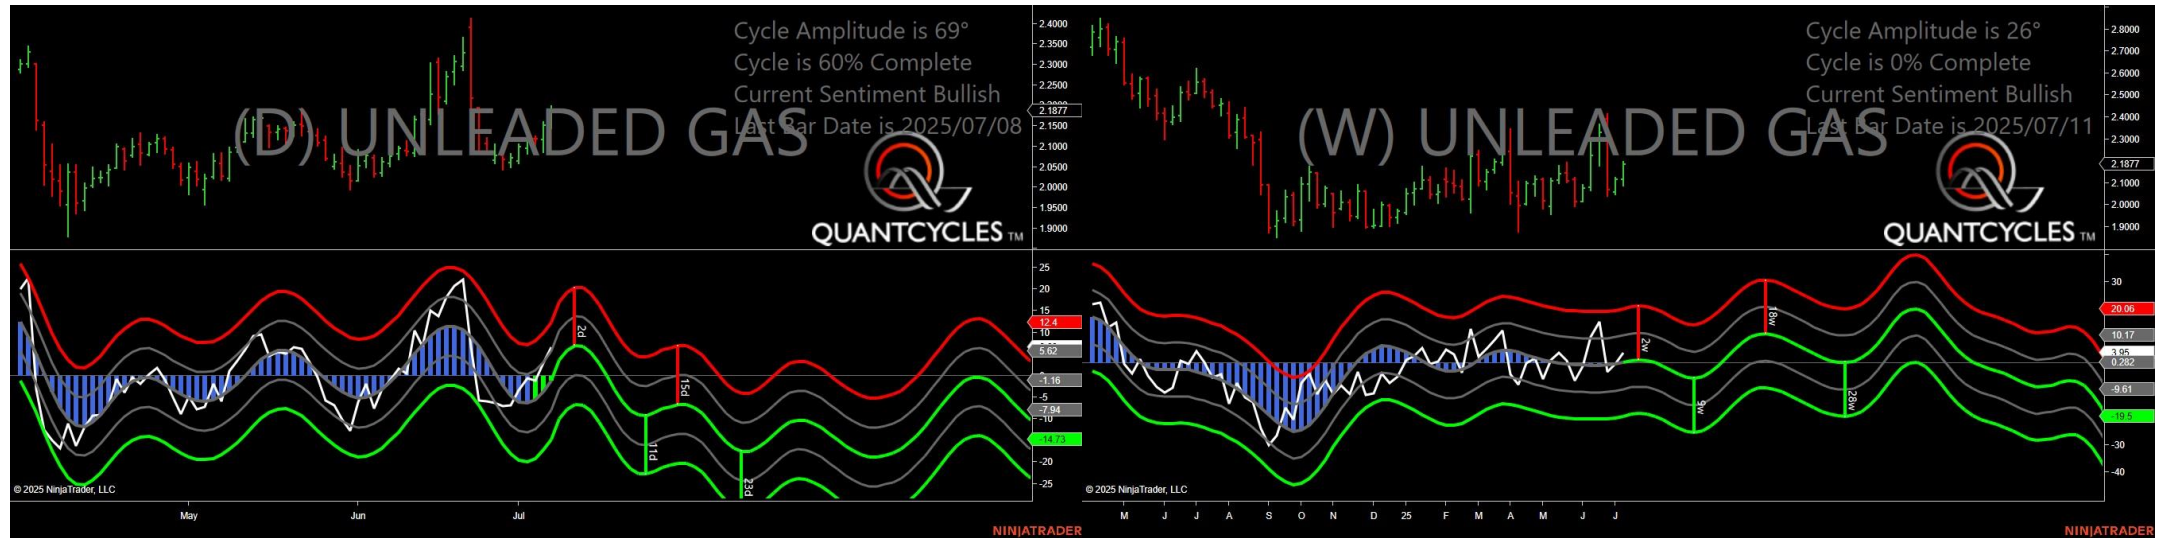 Cycle Amplitude is 69°
Cycle is 60% Complete
Current Sentiment Bullish
Last Bar Date is 2025/07/08
(D) UNLEADED GAS
QUANTCYCLES TM
2.4000
2.3500
2.3000
2.2500
2.1877
2.1500
2.1000
2.0500
2.0000
1.9500
1.9000
25
20
15
12.4
10
5.62
-1.16
-5
-7.94
-10
-14.73
-20
-25
2d
15d
11d
23d
© 2025 NinjaTrader, LLC
May Jun Jul
NINJATRADER
Cycle Amplitude is 26°
Cycle is 0% Complete
Current Sentiment Bullish
Last Bar Date is 2025/07/11
(W) UNLEADED GAS
QUANTCYCLES TM
2.8000
2.7000
2.6000
2.5000
2.4000
2.3000
2.1877
2.1000
2.0000
1.9000
30
20.06
10.17
3.95
0.282
-9.61
-19.5
-30
-40
2w
18w
9w
28w
© 2025 NinjaTrader, LLC
M J J A S O N D 25 F M A M J J
NINJATRADER